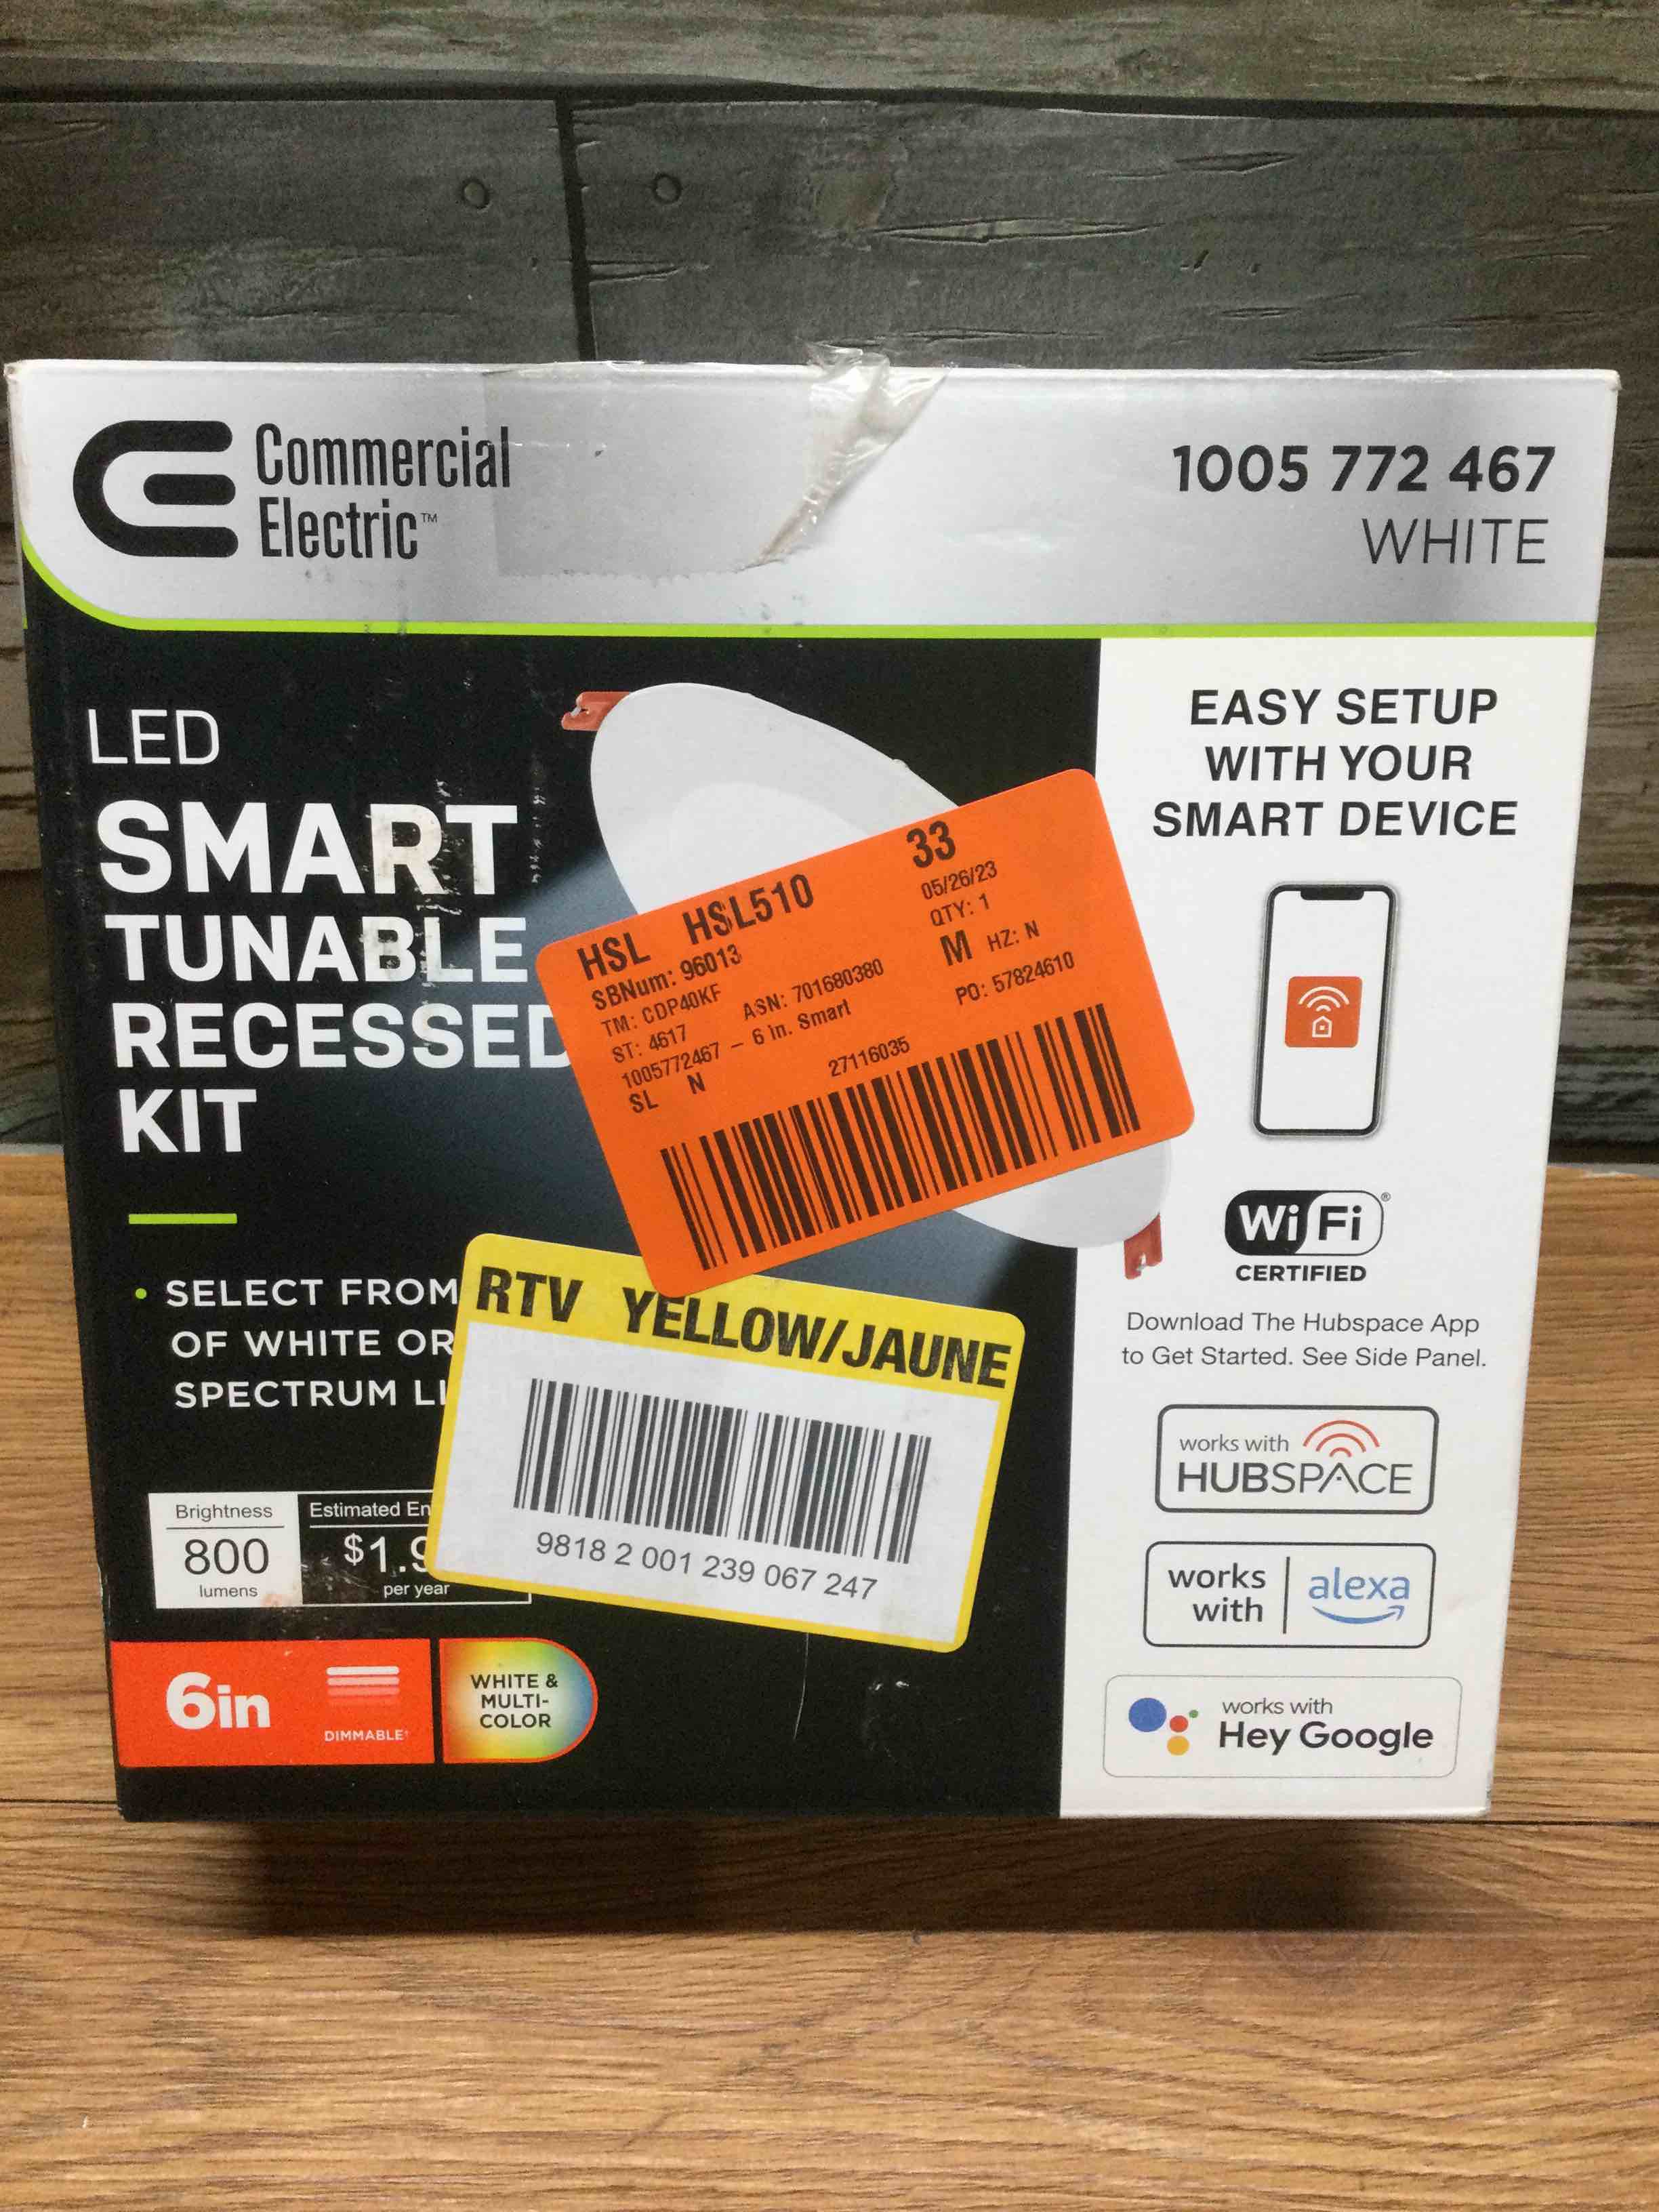 Commercial
Electric™
1005 772 467
WHITE
LED
SMART
TUNABLE
RECESSED
KIT
EASY SETUP
WITH YOUR
SMART DEVICE
HSL HSL510 33
SBNum: 96013 05/26/23
TM: CDP40KF QTY: 1
ST: 4617 ASN: 701680380 M HZ: N
1005772467 – 6 in. Smart PO: 57824610
SL N 27116035
WiFi®
CERTIFIED
Download The Hubspace App
to Get Started. See Side Panel.
• SELECT FROM
OF WHITE OR
SPECTRUM
RTV YELLOW/JAUNE
9818 2 001 239 067 247
works with
HUBSPACE
Brightness
800
lumens
Estimated
per year
works
with
alexa
6in
DIMMABLE
WHITE &
MULTI-
COLOR
works with
Hey Google